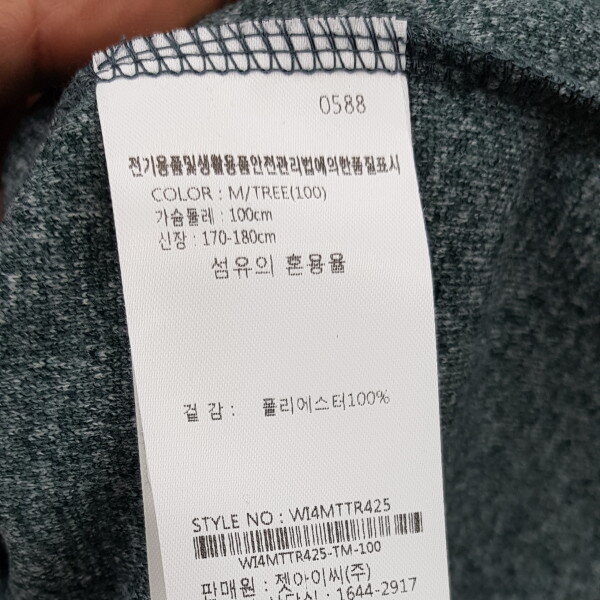 0588
전기용품및생활용품안전관리법에의한품질표시
COLOR : M/TREE(100)
가슴둘레 : 100cm
신장 : 170-180cm
섬유의 혼용율
겉 감 : 폴리에스터100%
STYLE NO : WI4MTTR425
WI4MTTR425-TM-100
판매원 : 젯아이씨(주)
: 1644-2917